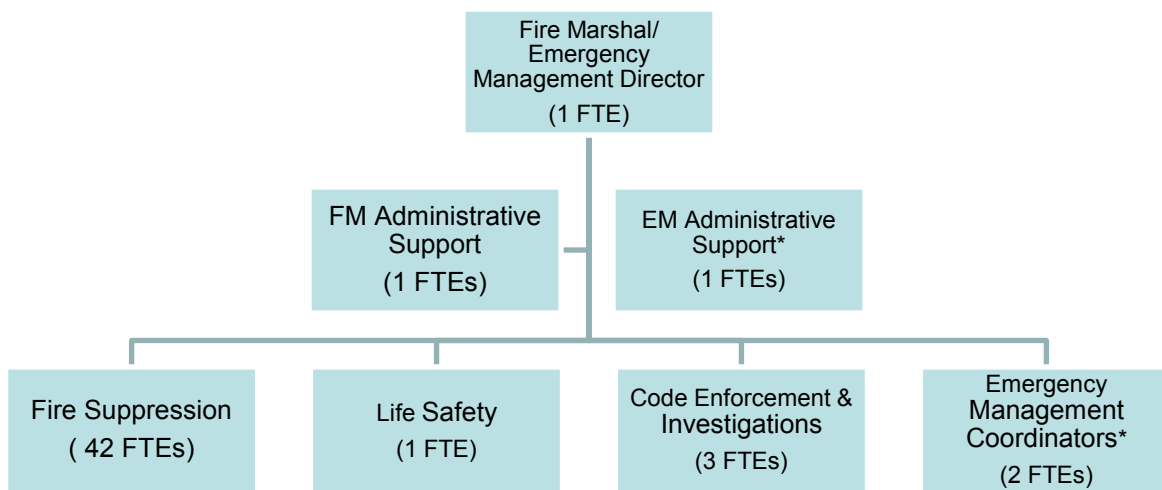 Fire Marshal/
Emergency
Management Director
(1 FTE)
FM Administrative
Support
(1 FTEs)
EM Administrative
Support*
(1 FTEs)
Fire Suppression
( 42 FTEs)
Life Safety
(1 FTE)
Code Enforcement &
Investigations
(3 FTEs)
Emergency
Management
Coordinators*
(2 FTEs)